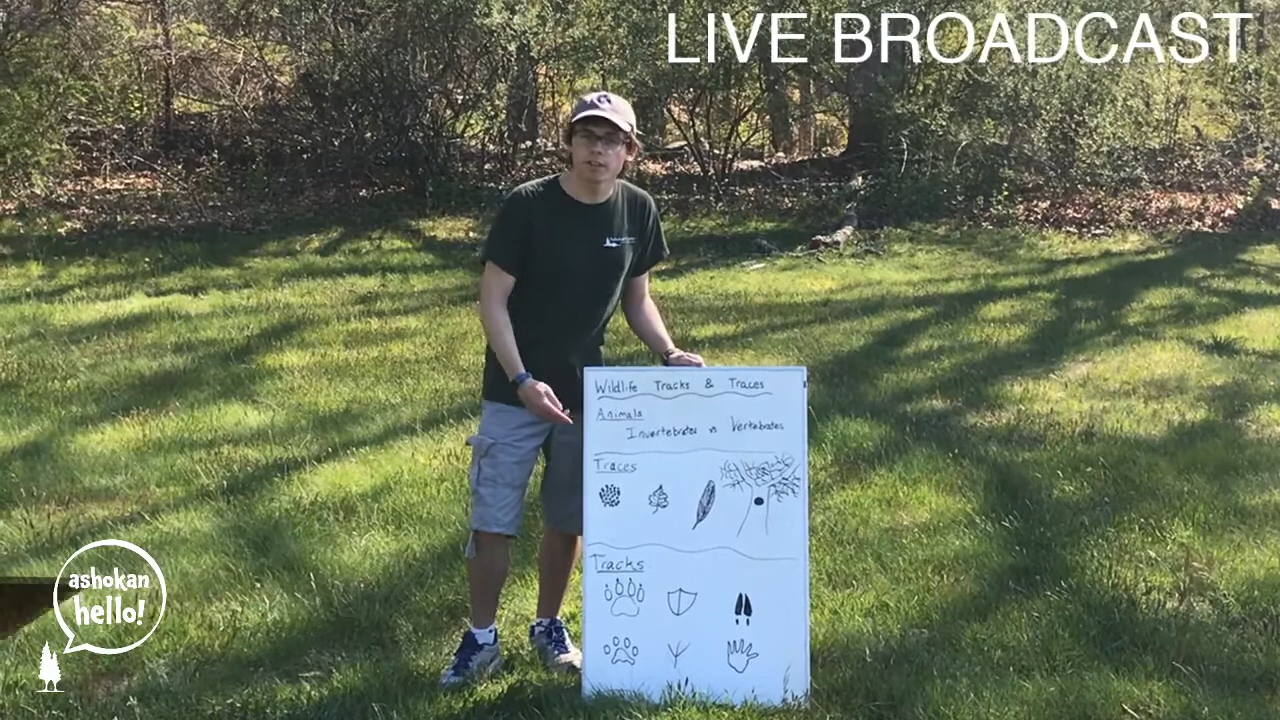 LIVE BROADCAST
Wildlife Tracks & Traces
Animals
Invertebrates vs Vertebrates
Traces
Tracks
ashokan
hello!